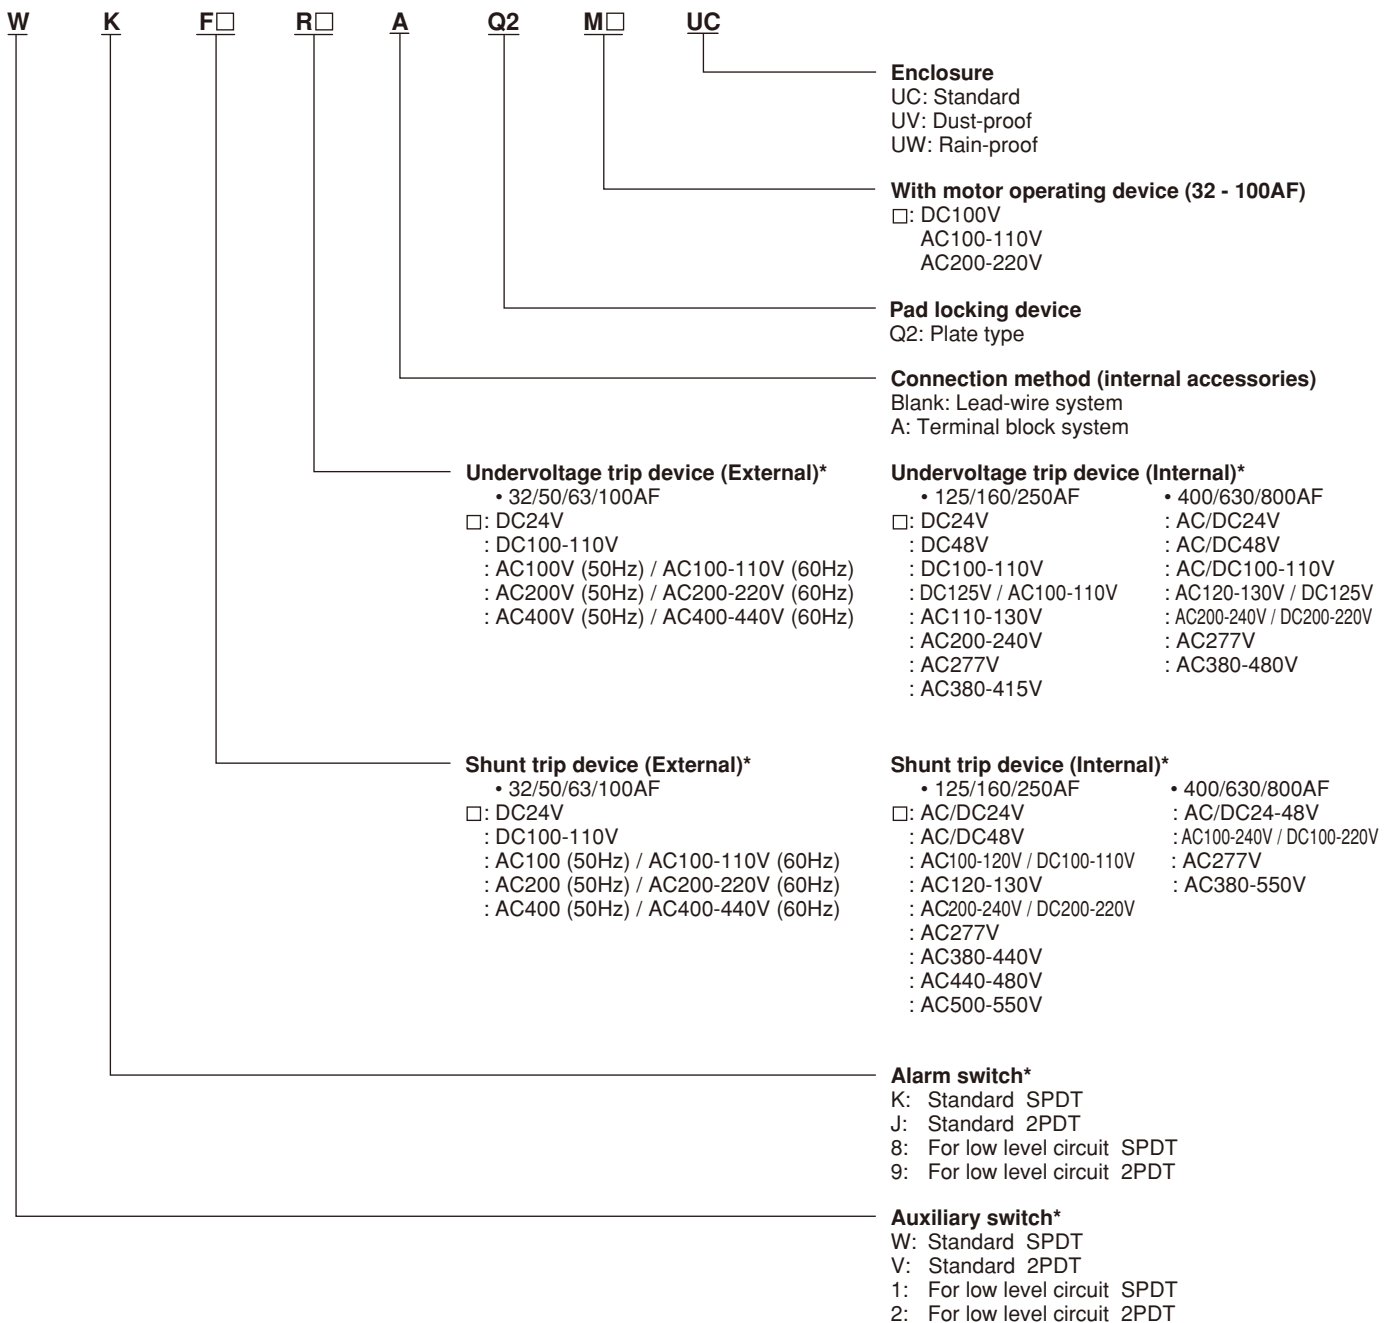 W K F□ R□ A Q2 M□ UC
Enclosure
UC: Standard
UV: Dust-proof
UW: Rain-proof
With motor operating device (32 - 100AF)
□: DC100V
AC100-110V
AC200-220V
Pad locking device
Q2: Plate type
Connection method (internal accessories)
Blank: Lead-wire system
A: Terminal block system
Undervoltage trip device (External)*
• 32/50/63/100AF
□: DC24V
: DC100-110V
: AC100V (50Hz) / AC100-110V (60Hz)
: AC200V (50Hz) / AC200-220V (60Hz)
: AC400V (50Hz) / AC400-440V (60Hz)
Undervoltage trip device (Internal)*
• 125/160/250AF
□: DC24V
: DC48V
: DC100-110V
: DC125V / AC100-110V
: AC110-130V
: AC200-240V
: AC277V
: AC380-415V
• 400/630/800AF
: AC/DC24V
: AC/DC48V
: AC/DC100-110V
: AC120-130V / DC125V
: AC200-240V / DC200-220V
: AC277V
: AC380-480V
Shunt trip device (External)*
• 32/50/63/100AF
□: DC24V
: DC100-110V
: AC100 (50Hz) / AC100-110V (60Hz)
: AC200 (50Hz) / AC200-220V (60Hz)
: AC400 (50Hz) / AC400-440V (60Hz)
Shunt trip device (Internal)*
• 125/160/250AF
□: AC/DC24V
: AC/DC48V
: AC100-120V / DC100-110V
: AC120-130V
: AC200-240V / DC200-220V
: AC277V
: AC380-440V
: AC440-480V
: AC500-550V
• 400/630/800AF
: AC/DC24-48V
: AC100-240V / DC100-220V
: AC277V
: AC380-550V
Alarm switch*
K: Standard SPDT
J: Standard 2PDT
8: For low level circuit SPDT
9: For low level circuit 2PDT
Auxiliary switch*
W: Standard SPDT
V: Standard 2PDT
1: For low level circuit SPDT
2: For low level circuit 2PDT